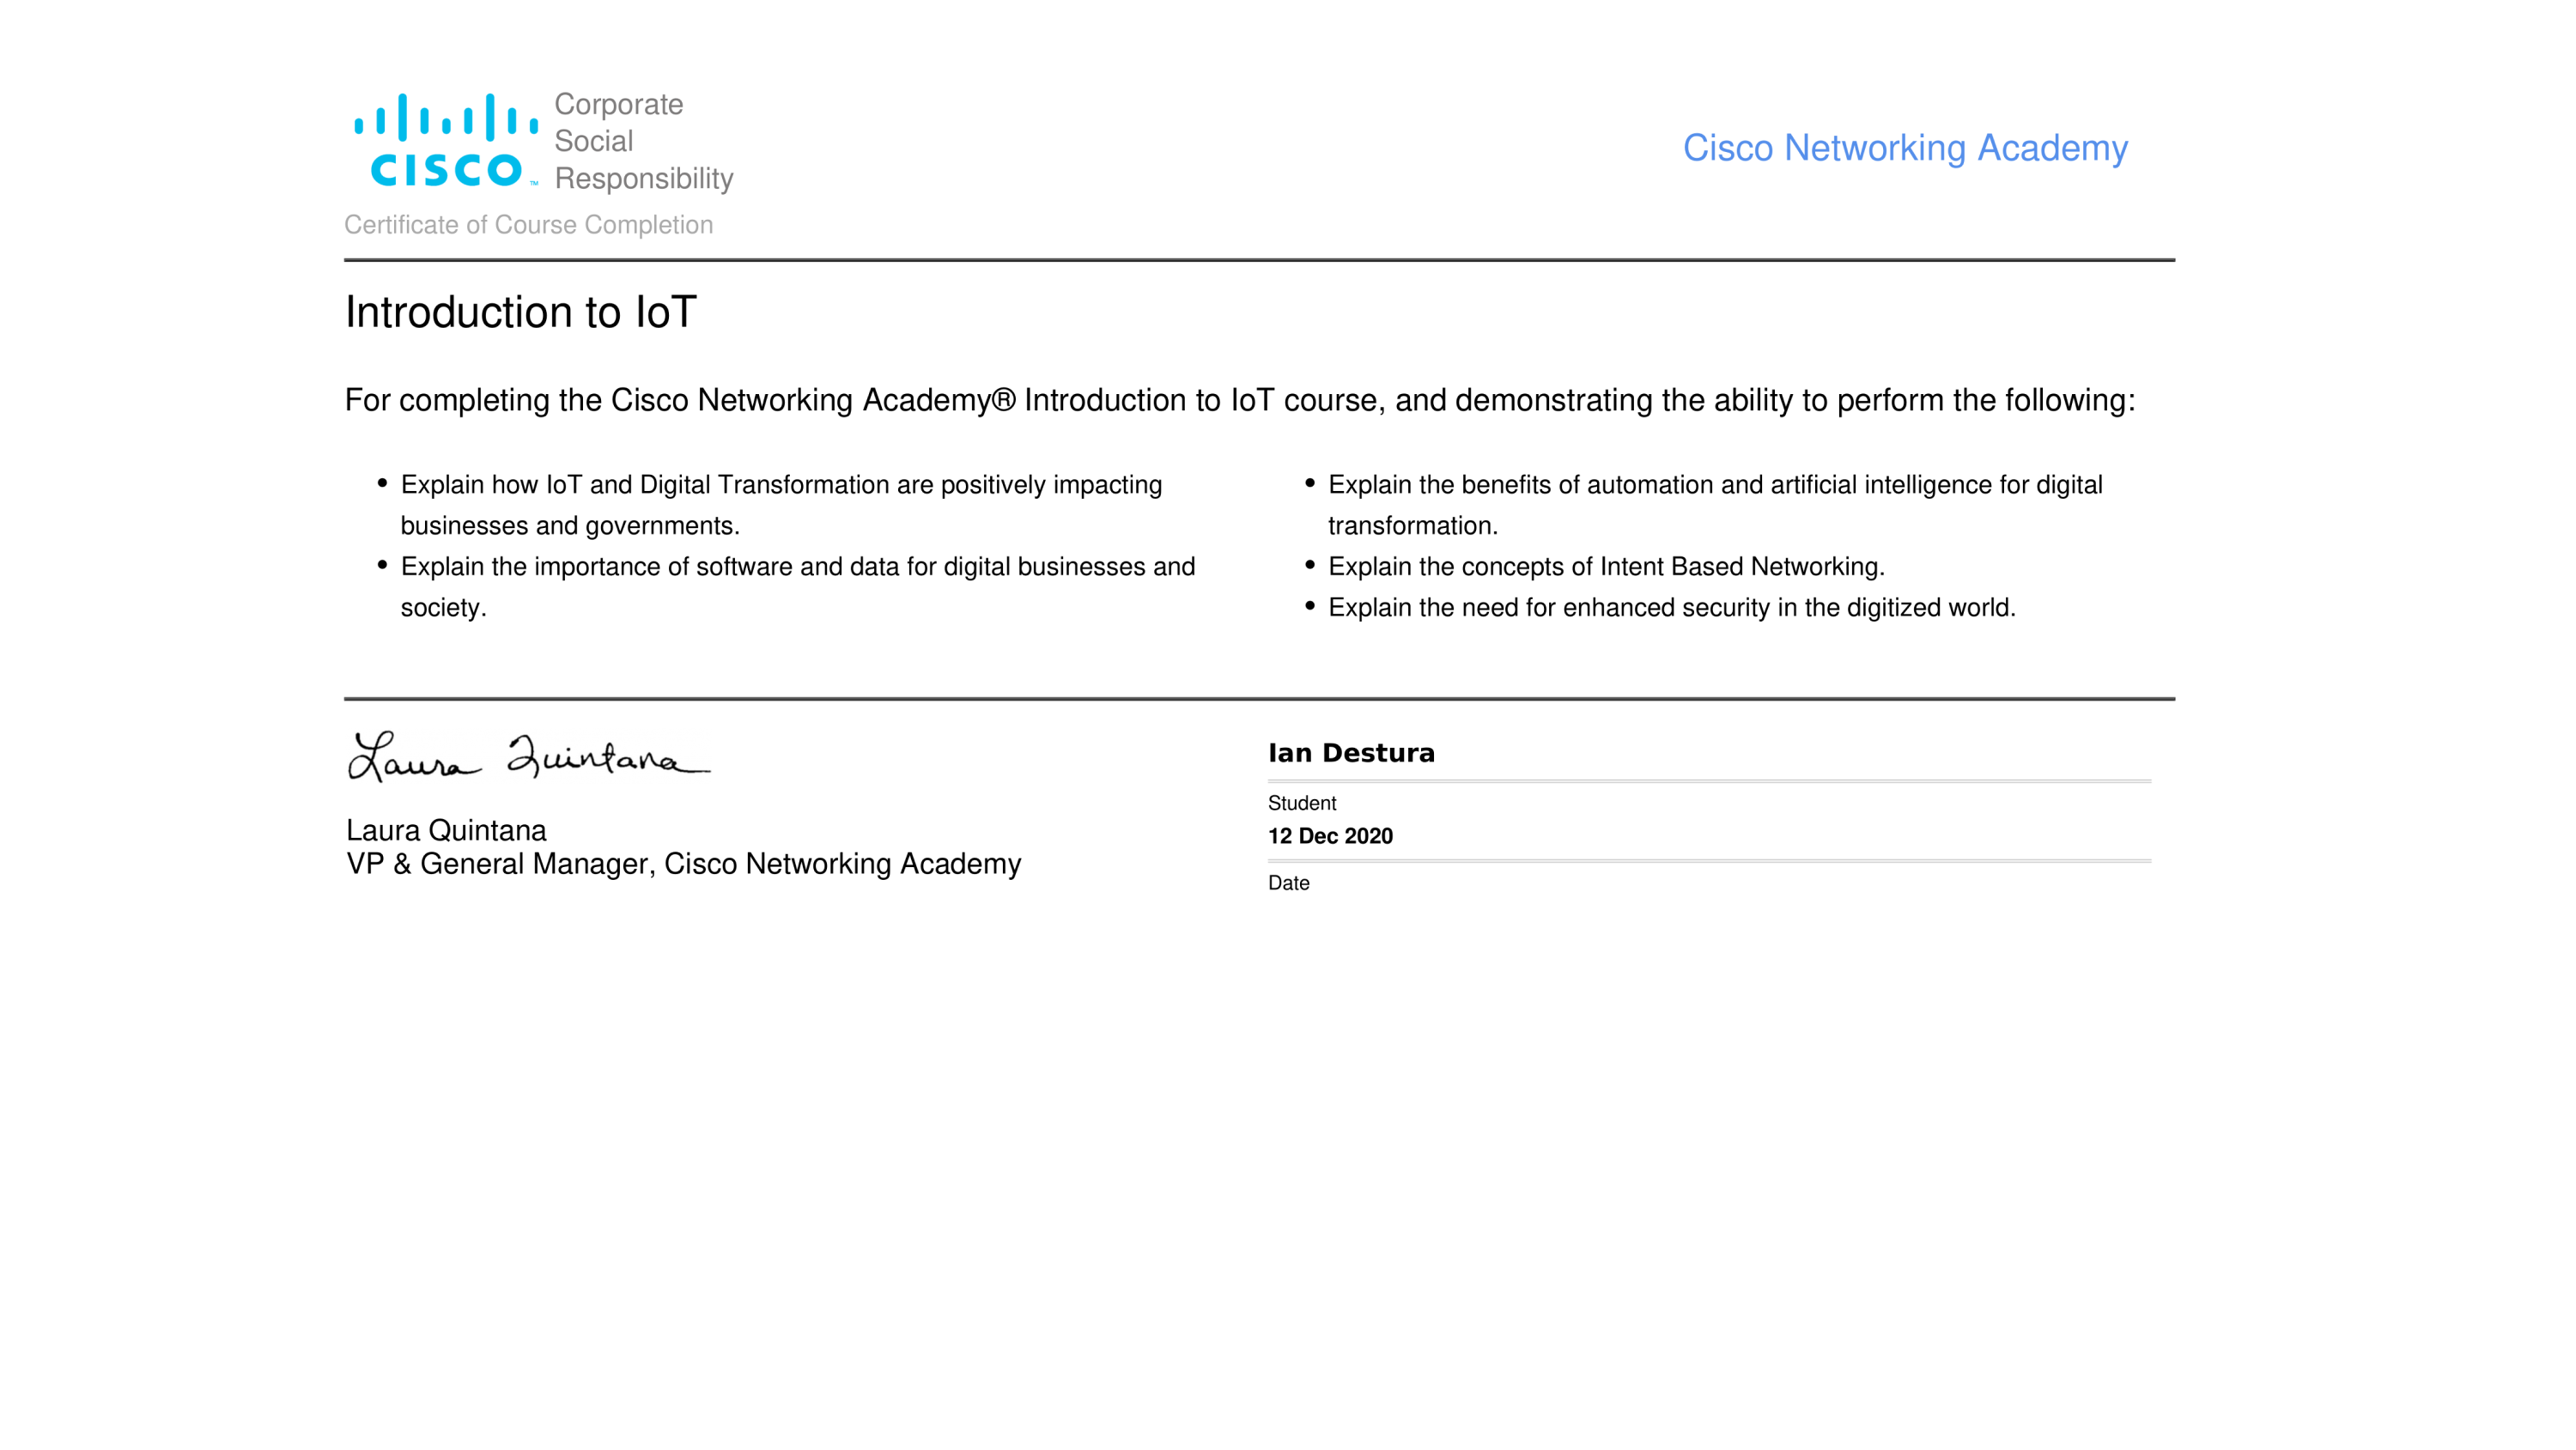 Corporate
Social
Responsibility
CISCO™
Cisco Networking Academy
Certificate of Course Completion
Introduction to IoT
For completing the Cisco Networking Academy® Introduction to IoT course, and demonstrating the ability to perform the following:
• Explain how IoT and Digital Transformation are positively impacting
businesses and governments.
• Explain the importance of software and data for digital businesses and
society.
• Explain the benefits of automation and artificial intelligence for digital
transformation.
• Explain the concepts of Intent Based Networking.
• Explain the need for enhanced security in the digitized world.
Laura Quintana
Laura Quintana
VP & General Manager, Cisco Networking Academy
Ian Destura
Student
12 Dec 2020
Date